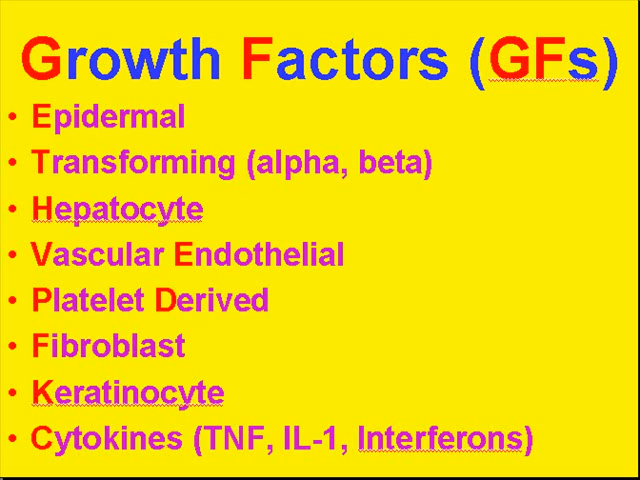 Growth Factors (GFs)
• Epidermal
• Transforming (alpha, beta)
• Hepatocyte
• Vascular Endothelial
• Platelet Derived
• Fibroblast
• Keratinocyte
• Cytokines (TNF, IL-1, Interferons)